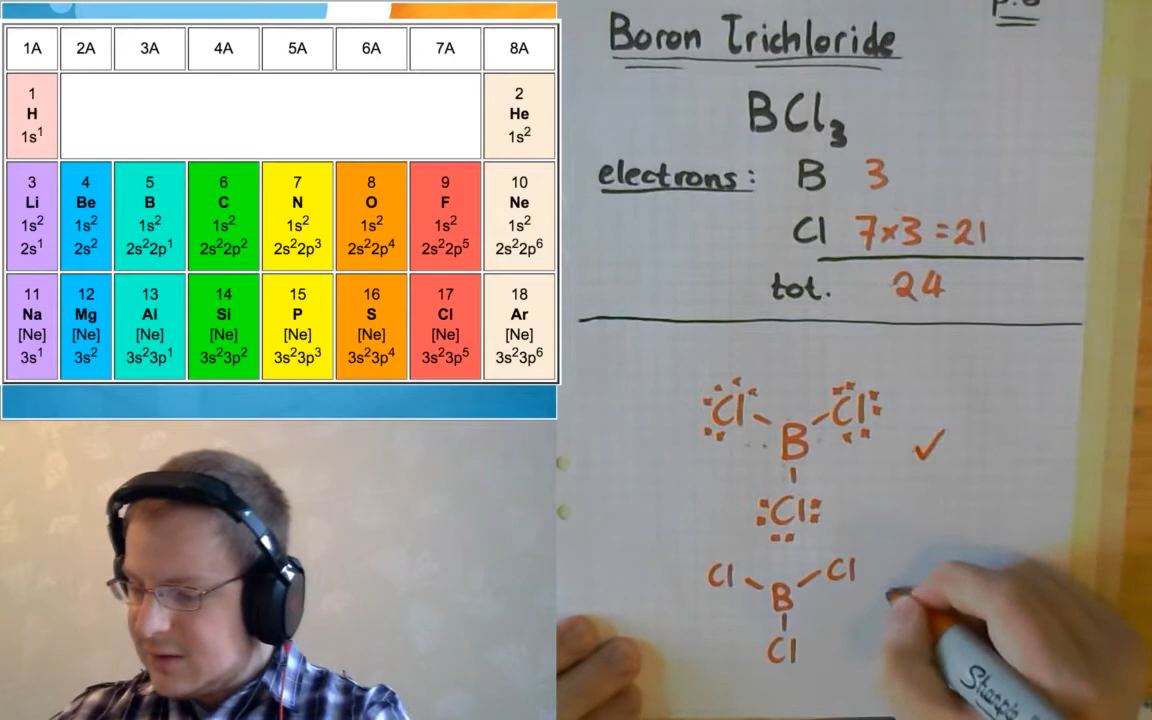 1A 2A 3A 4A 5A 6A 7A 8A
1 2
H He
1s¹ 1s²
3 4 5 6 7 8 9 10
Li Be B C N O F Ne
1s² 1s² 1s² 1s² 1s² 1s² 1s² 1s²
2s¹ 2s² 2s²2p¹ 2s²2p² 2s²2p³ 2s²2p⁴ 2s²2p⁵ 2s²2p⁶
11 12 13 14 15 16 17 18
Na Mg Al Si P S Cl Ar
[Ne] [Ne] [Ne] [Ne] [Ne] [Ne] [Ne] [Ne]
3s¹ 3s² 3s²3p¹ 3s²3p² 3s²3p³ 3s²3p⁴ 3s²3p⁵ 3s²3p⁶
Boron Trichloride
BCl₃
electrons: B 3
Cl 7×3=21
tot. 24
Cl Cl
B ✓
Cl
Cl Cl
B
Cl
Sharpie